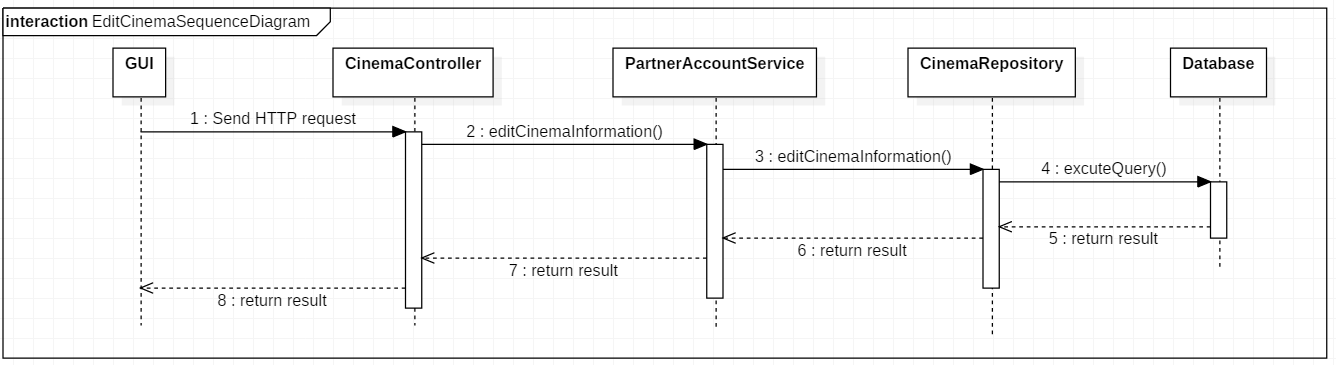 interaction EditCinemaSequenceDiagram
GUI
CinemaController
PartnerAccountService
CinemaRepository
Database
1 : Send HTTP request
2 : editCinemaInformation()
3 : editCinemaInformation()
4 : excuteQuery()
5 : return result
6 : return result
7 : return result
8 : return result